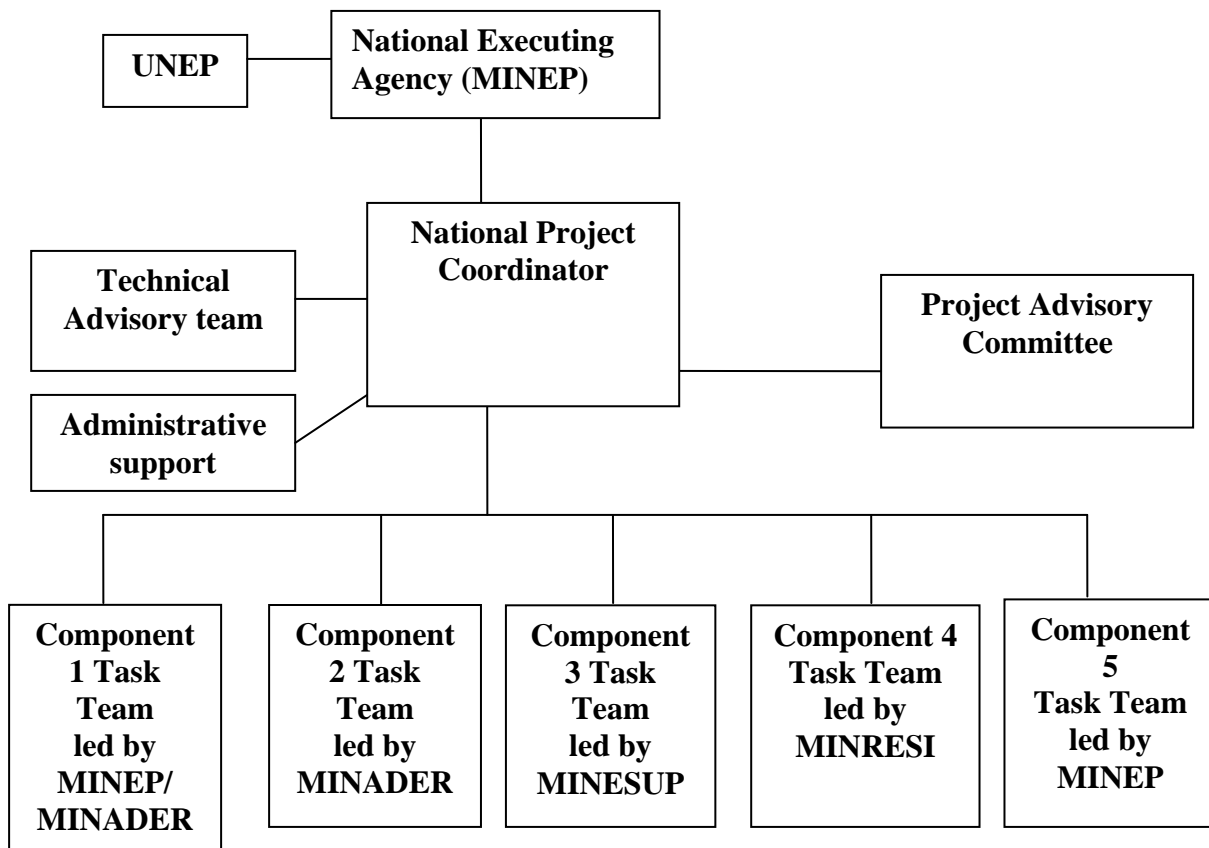 UNEP
National Executing
Agency (MINEP)
National Project
Coordinator
Technical
Advisory team
Project Advisory
Committee
Administrative
support
Component
1 Task
Team
led by
MINEP/
MINADER
Component
2 Task
Team
led by
MINADER
Component
3 Task
Team
led by
MINESUP
Component 4
Task Team
led by
MINRESI
Component
5
Task Team
led by
MINEP